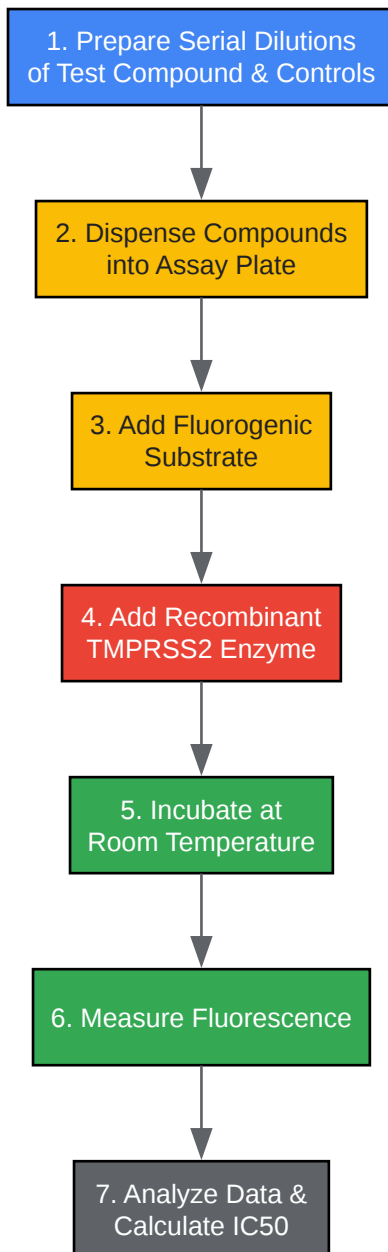 1. Prepare Serial Dilutions
of Test Compound & Controls
2. Dispense Compounds
into Assay Plate
3. Add Fluorogenic
Substrate
4. Add Recombinant
TMPRSS2 Enzyme
5. Incubate at
Room Temperature
6. Measure Fluorescence
7. Analyze Data &
Calculate IC50